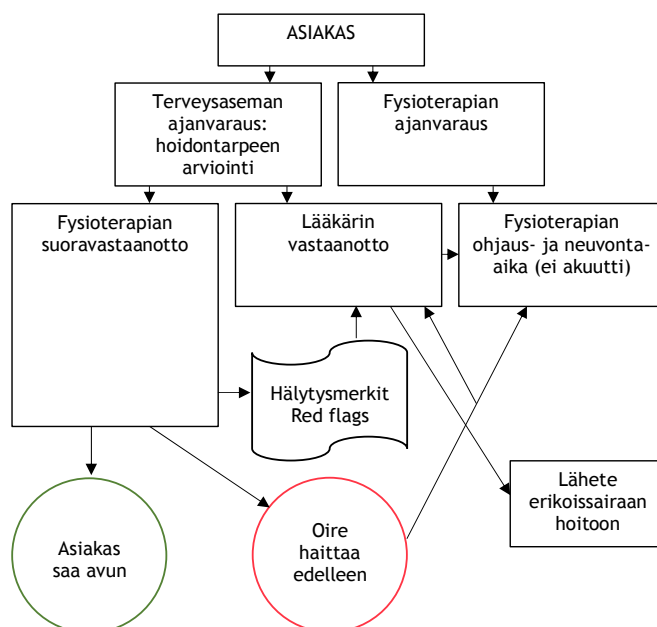 ASIAKAS
Terveysaseman
ajanvaraus:
hoidontarpeen
arviointi
Fysioterapian
ajanvaraus
Fysioterapian
suoravastaanotto
Lääkärin
vastaanotto
Fysioterapian
ohjaus- ja neuvonta-
aika (ei akuutti)
Hälytysmerkit
Red flags
Lähete
erikoissairaan
hoitoon
Asiakas
saa avun
Oire
haittaa
edelleen